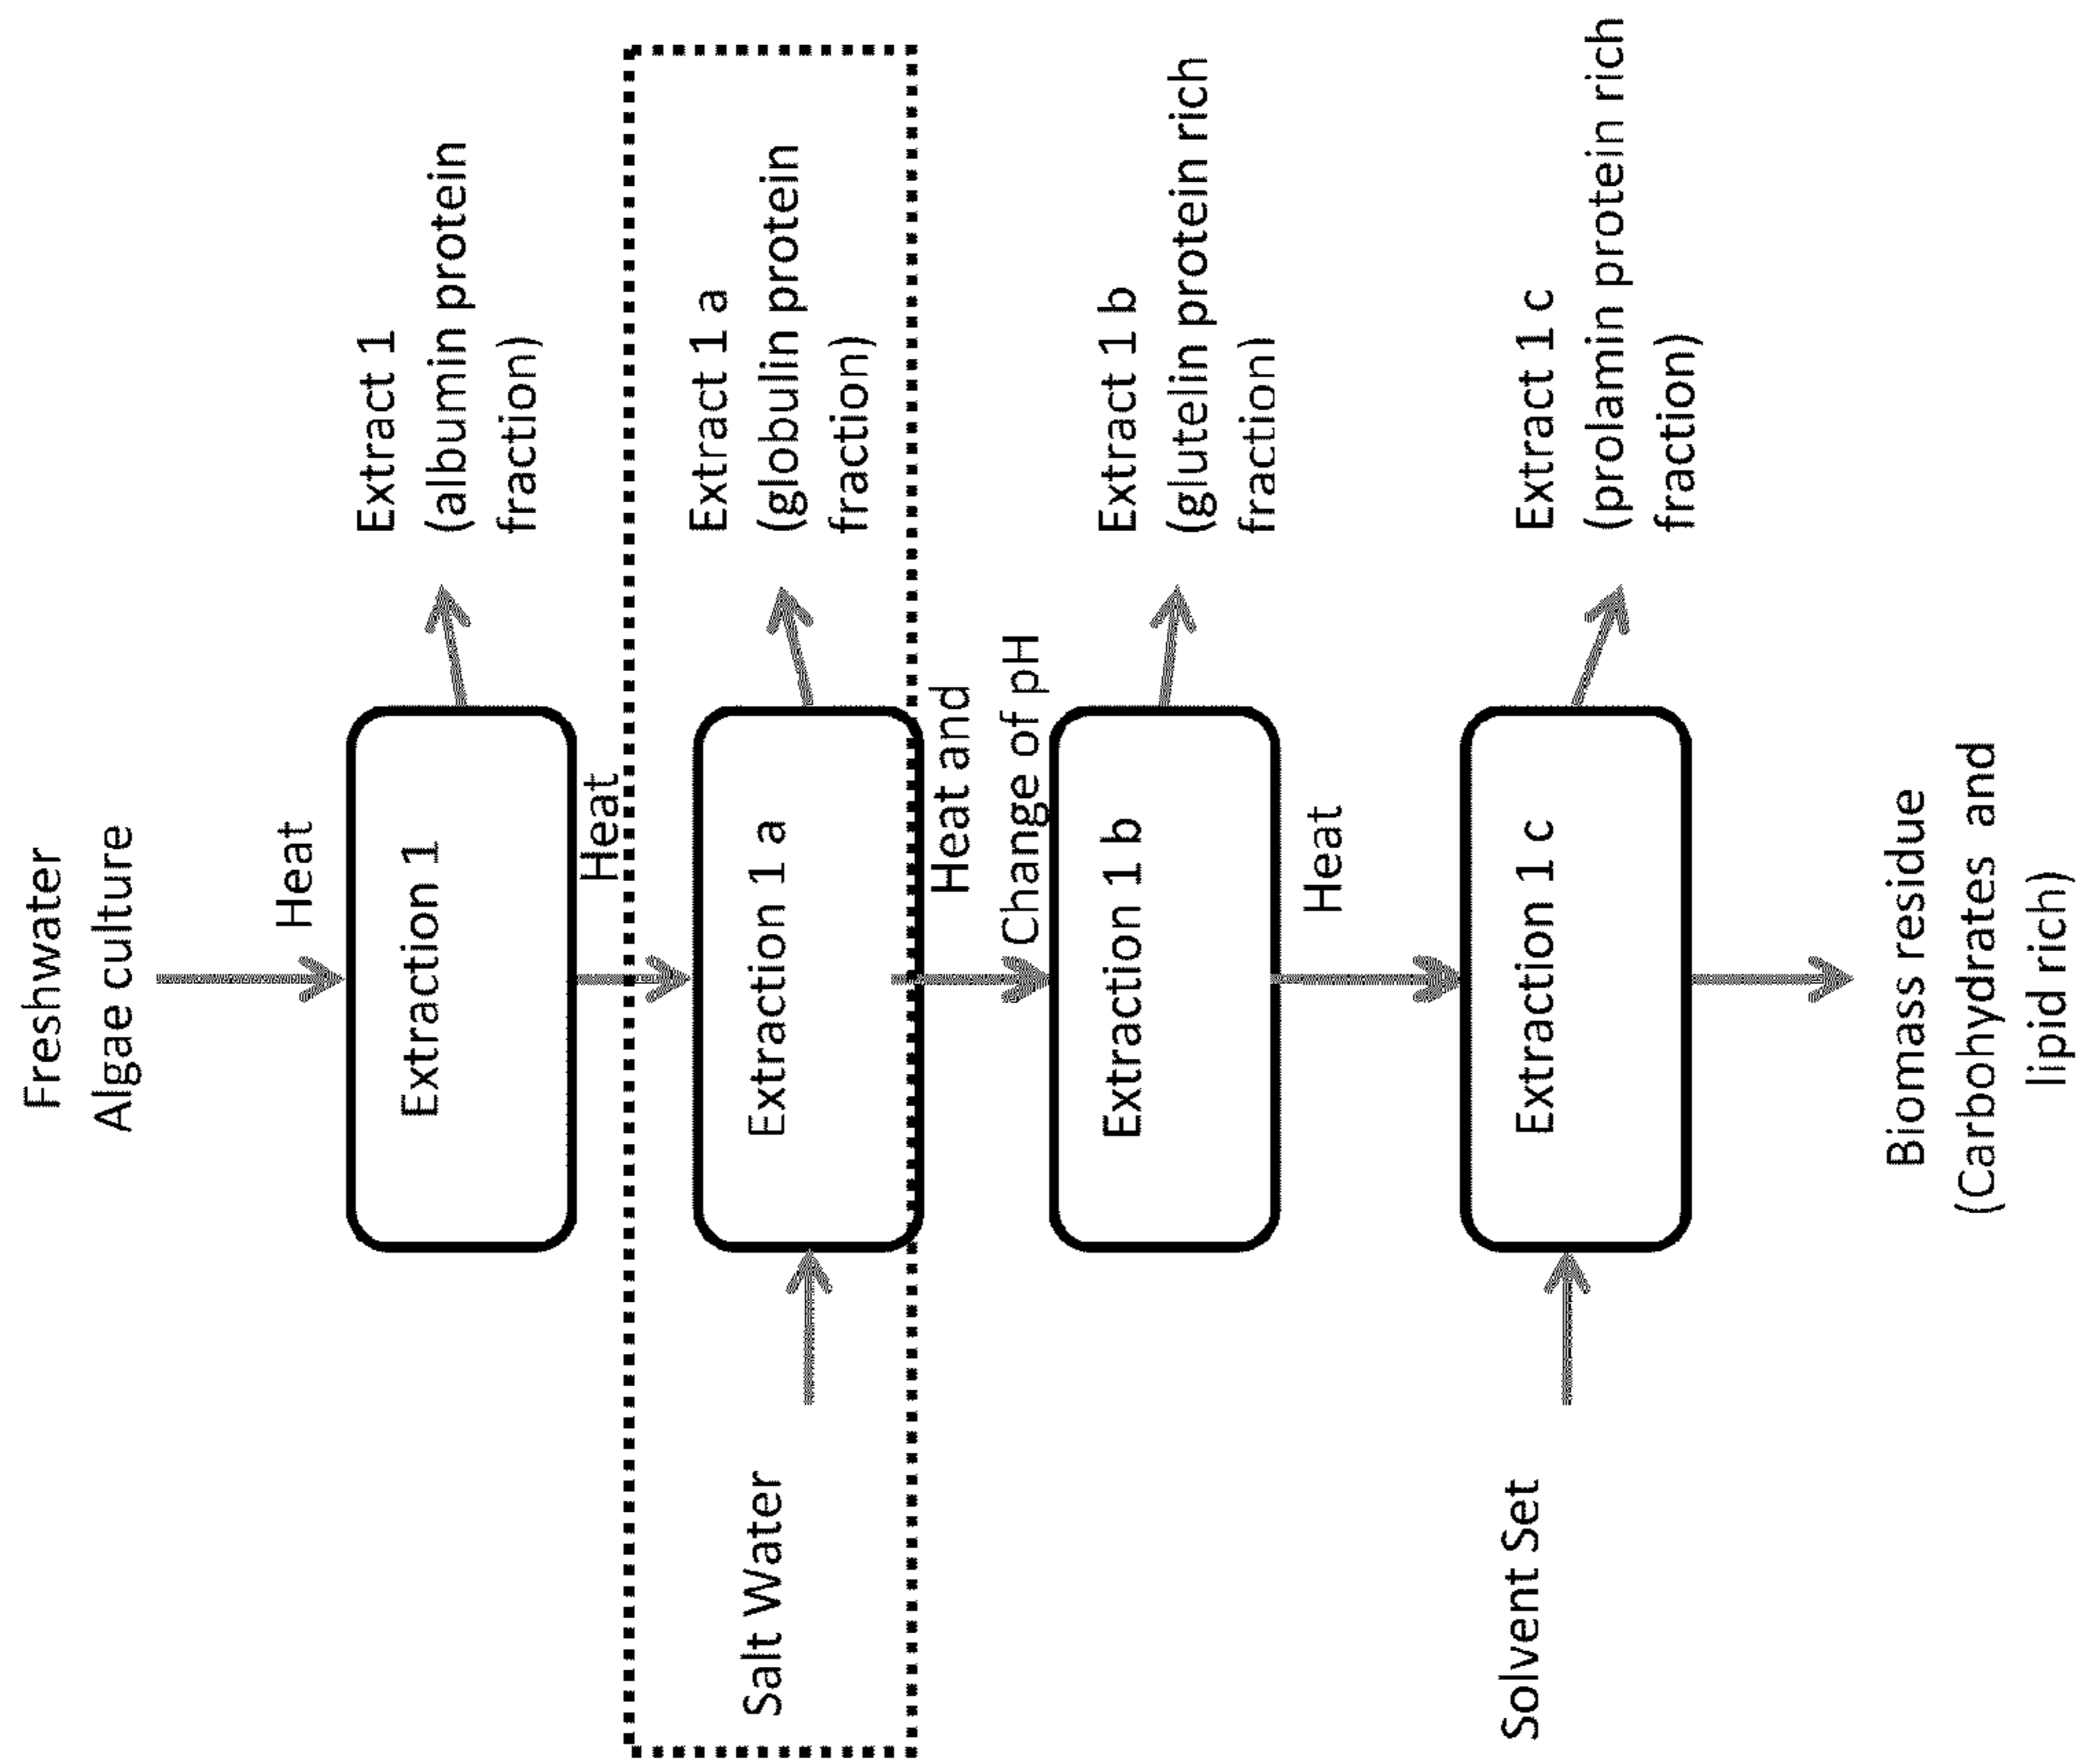 Freshwater
Algae culture
Heat
Extraction 1
Extract 1
(albumin protein
fraction)
Heat
Salt Water
Extraction 1 a
Extract 1 a
(globulin protein
fraction)
Heat and
Change of pH
Extraction 1 b
Extract 1 b
(glutelin protein rich
fraction)
Heat
Solvent Set
Extraction 1 c
Extract 1 c
(prolamin protein rich
fraction)
Biomass residue
(Carbohydrates and
lipid rich)